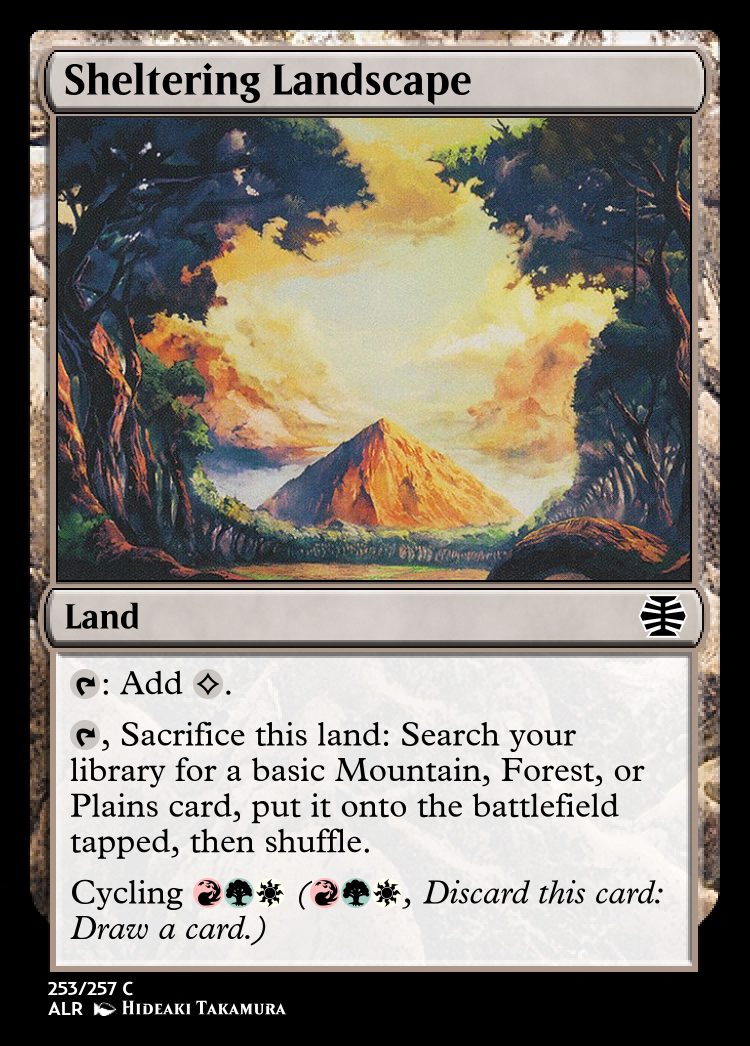 Sheltering Landscape
Land
: Add .
, Sacrifice this land: Search your
library for a basic Mountain, Forest, or
Plains card, put it onto the battlefield
tapped, then shuffle.
Cycling (, Discard this card:
Draw a card.)
253/257 C
ALR Hideaki Takamura